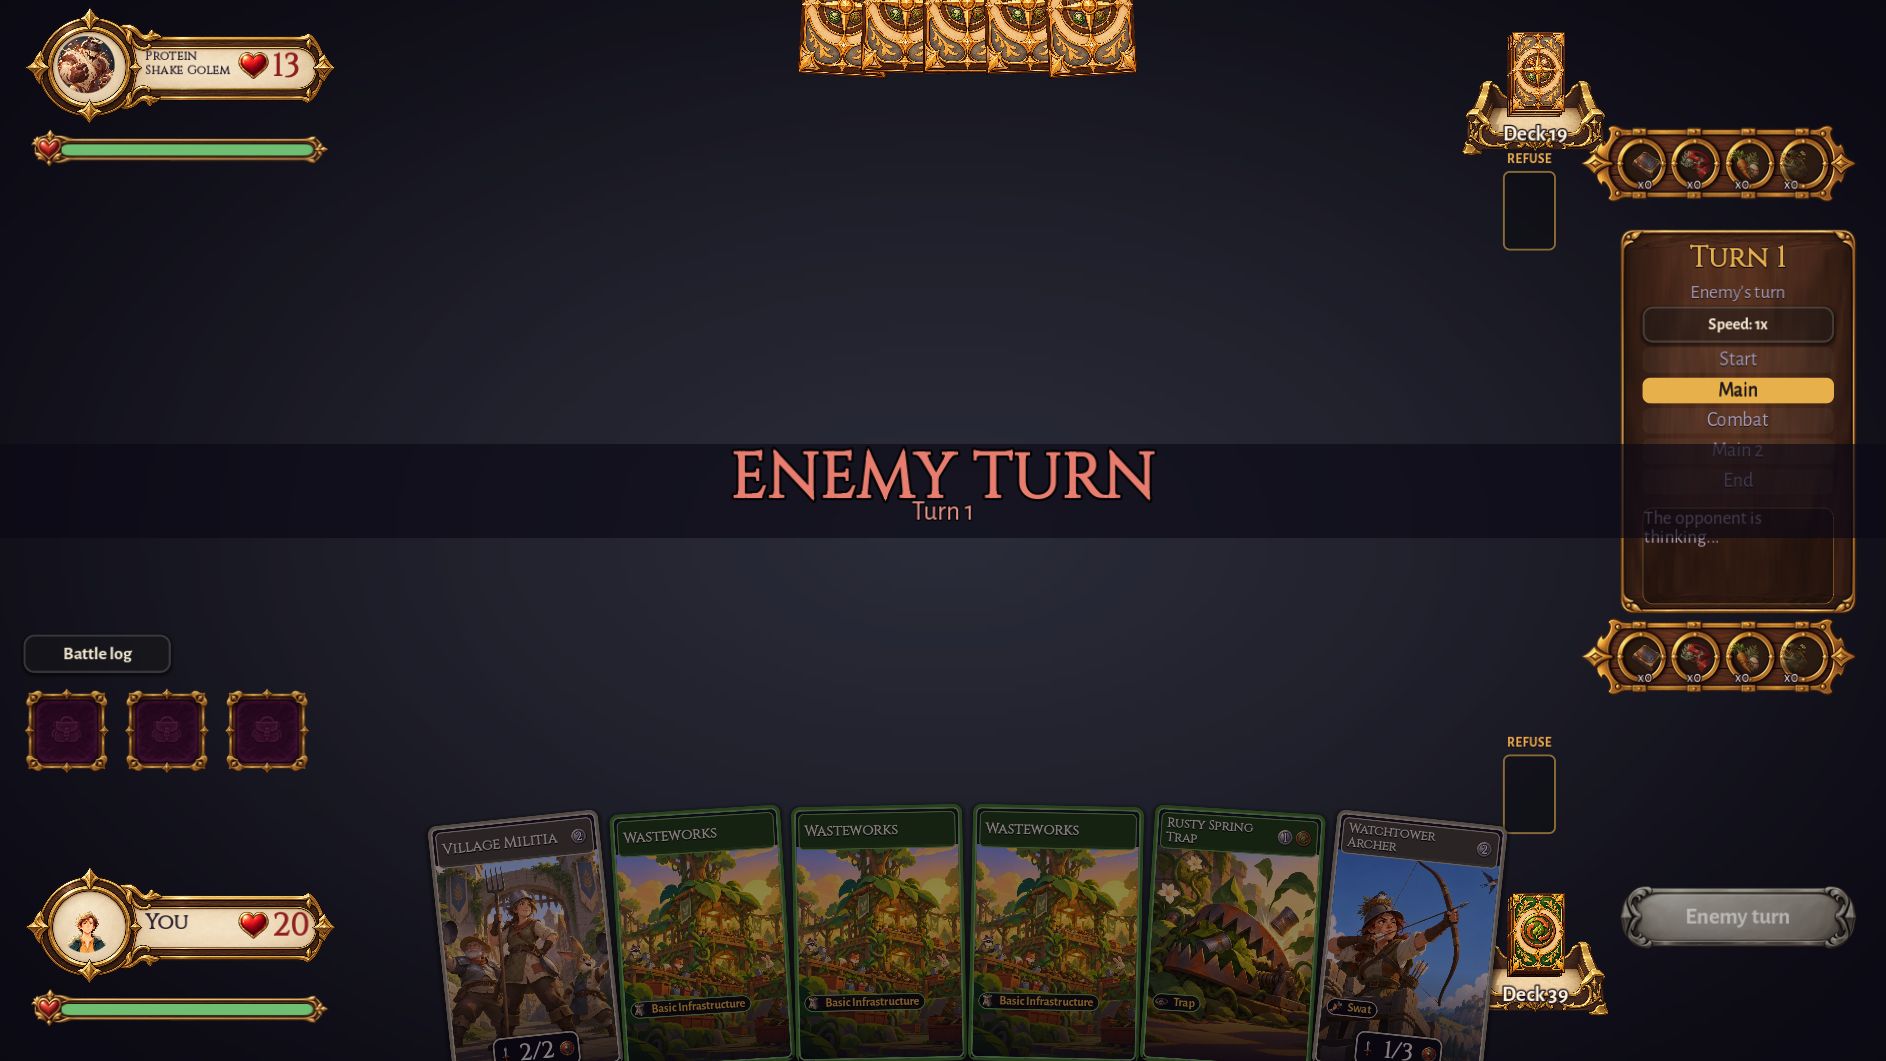 PROTEIN
SHAKE GOLEM
13
Deck 19
REFUSE
x0
x0
x0
x0
TURN 1
Enemy's turn
Speed: 1x
Start
Main
Combat
Main 2
End
The opponent is
thinking...
ENEMY TURN
Turn 1
Battle log
x0
x0
x0
x0
REFUSE
VILLAGE MILITIA
2
2/2
WASTEWORKS
Basic Infrastructure
WASTEWORKS
Basic Infrastructure
WASTEWORKS
Basic Infrastructure
RUSTY SPRING
TRAP
1
Trap
WATCHTOWER
ARCHER
2
Swat
1/3
YOU
20
Deck 39
Enemy turn